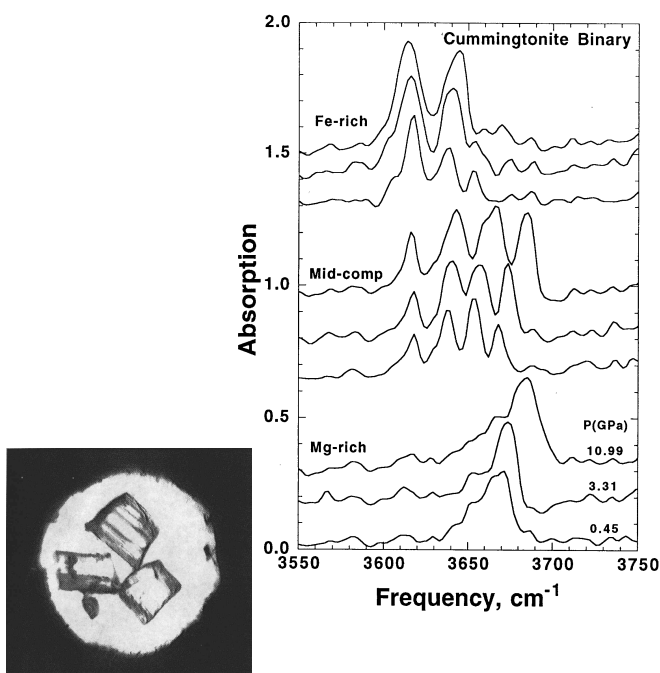 Cummingtonite Binary
2.0
Fe-rich
1.5
Mid-comp
1.0
Absorption
0.5
Mg-rich
P(GPa)
10.99
3.31
0.45
0.0
3550 3600 3650 3700 3750
Frequency, cm⁻¹